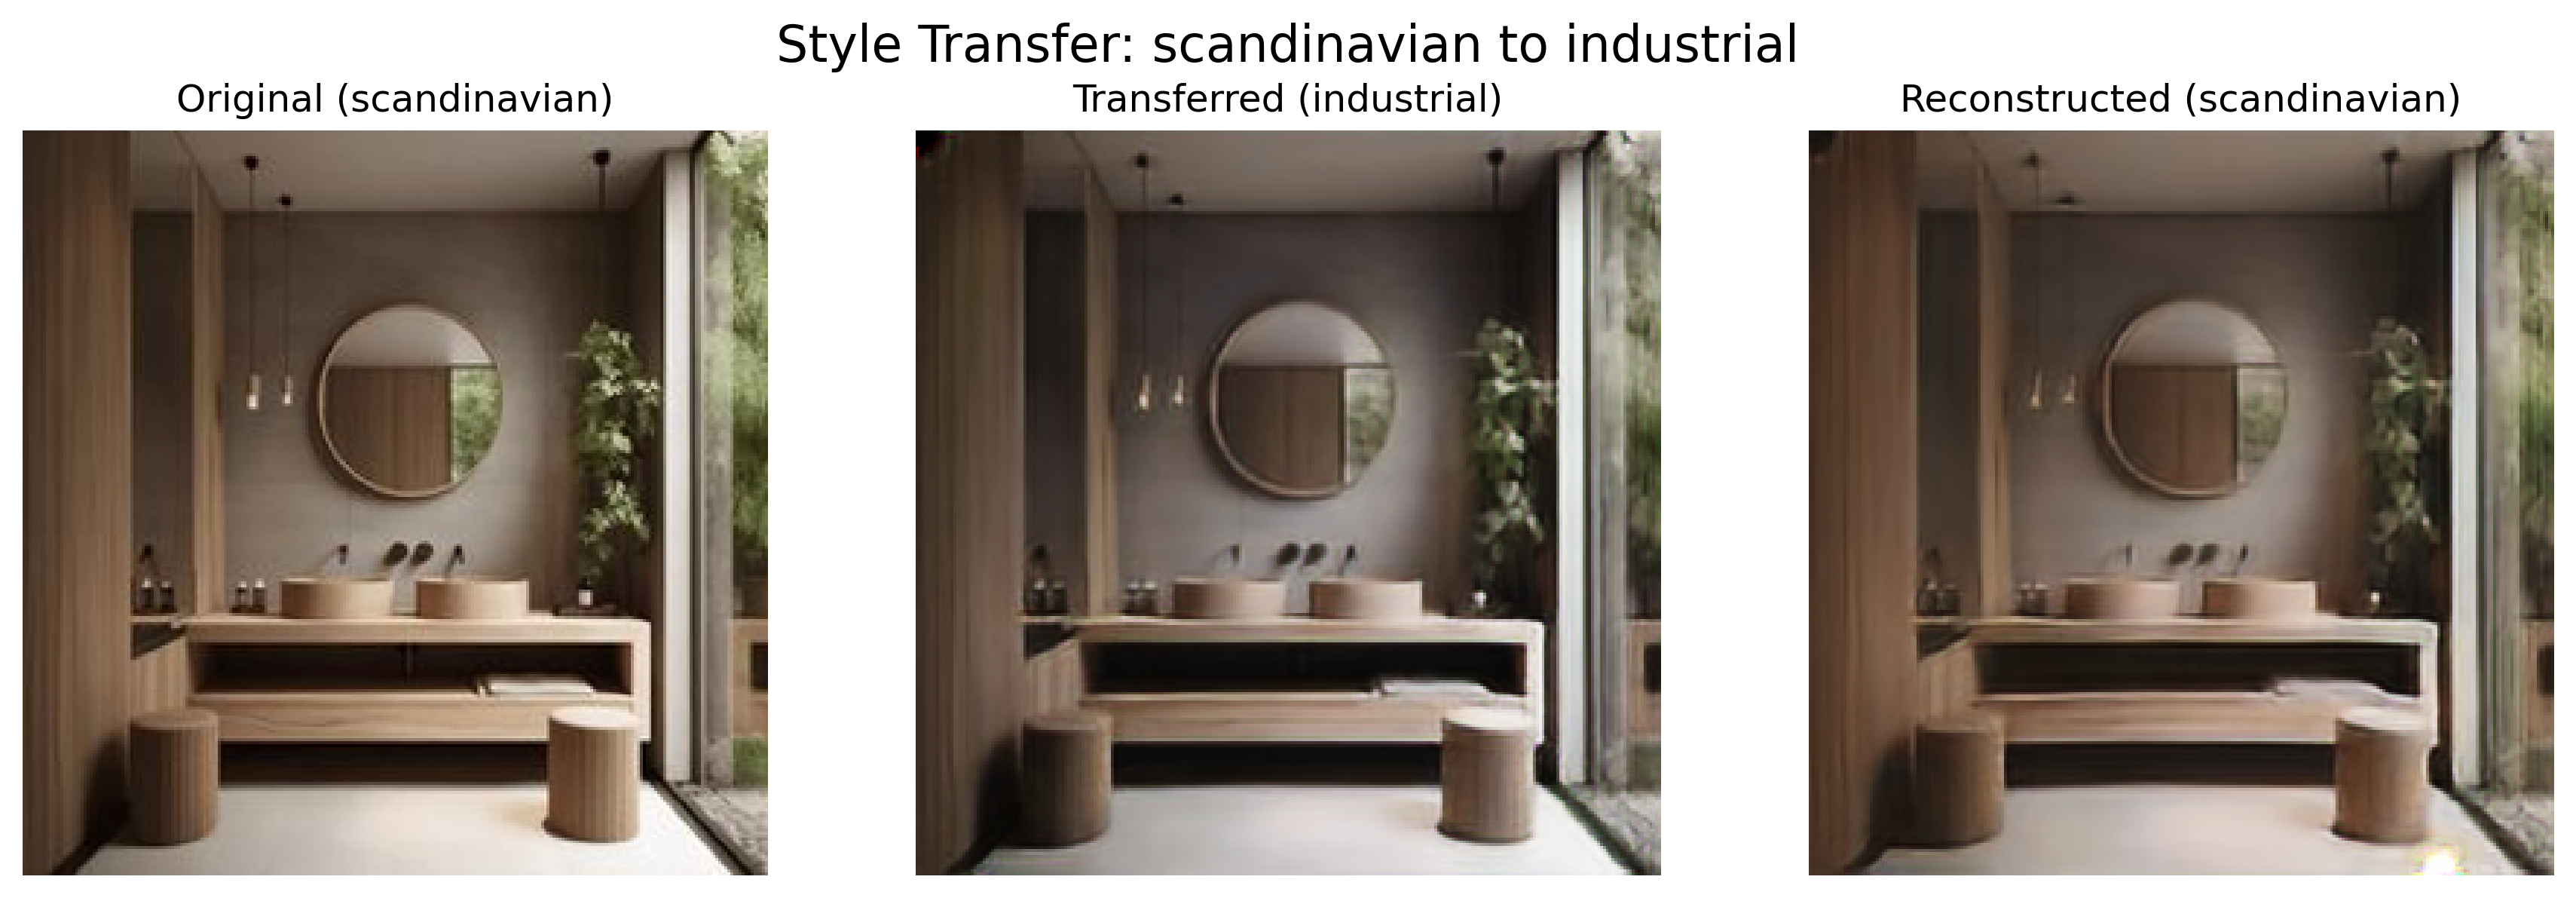 Style Transfer: scandinavian to industrial
Original (scandinavian)
Transferred (industrial)
Reconstructed (scandinavian)